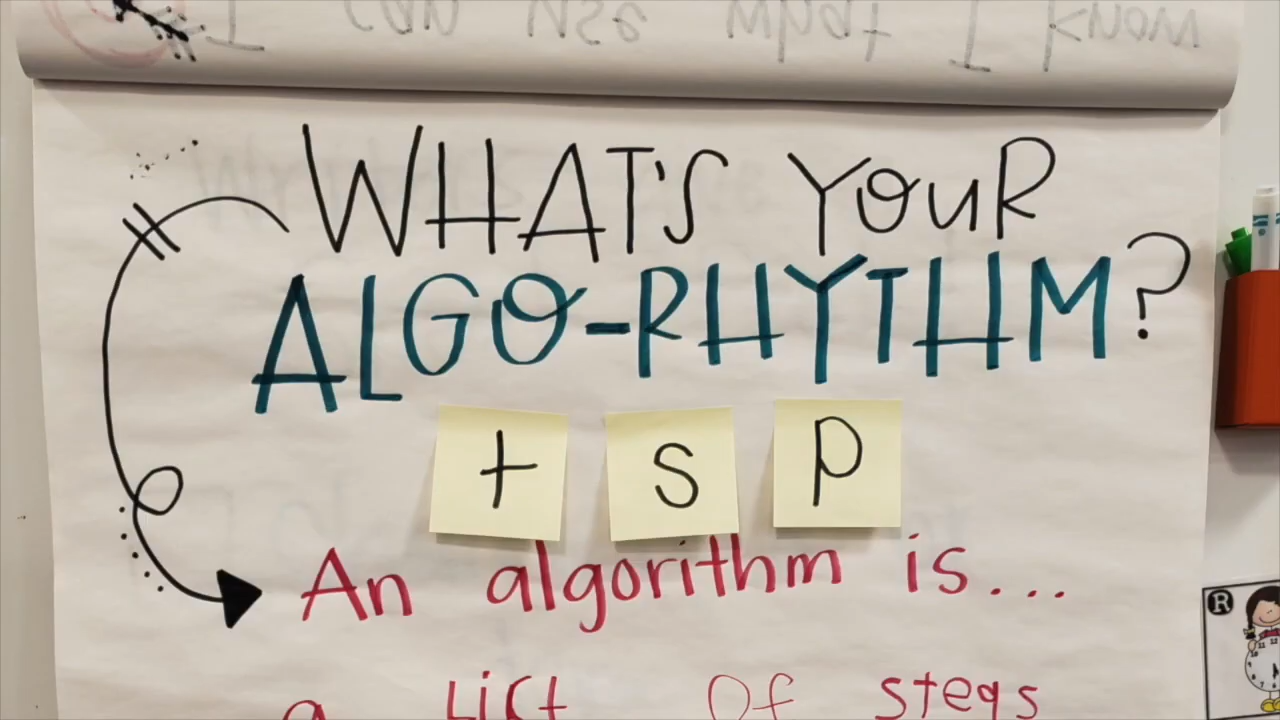 I can use what I know
WHAT'S YOUR
ALGO-RHYTHM?
t s p
An algorithm is...
a List Of steps
R